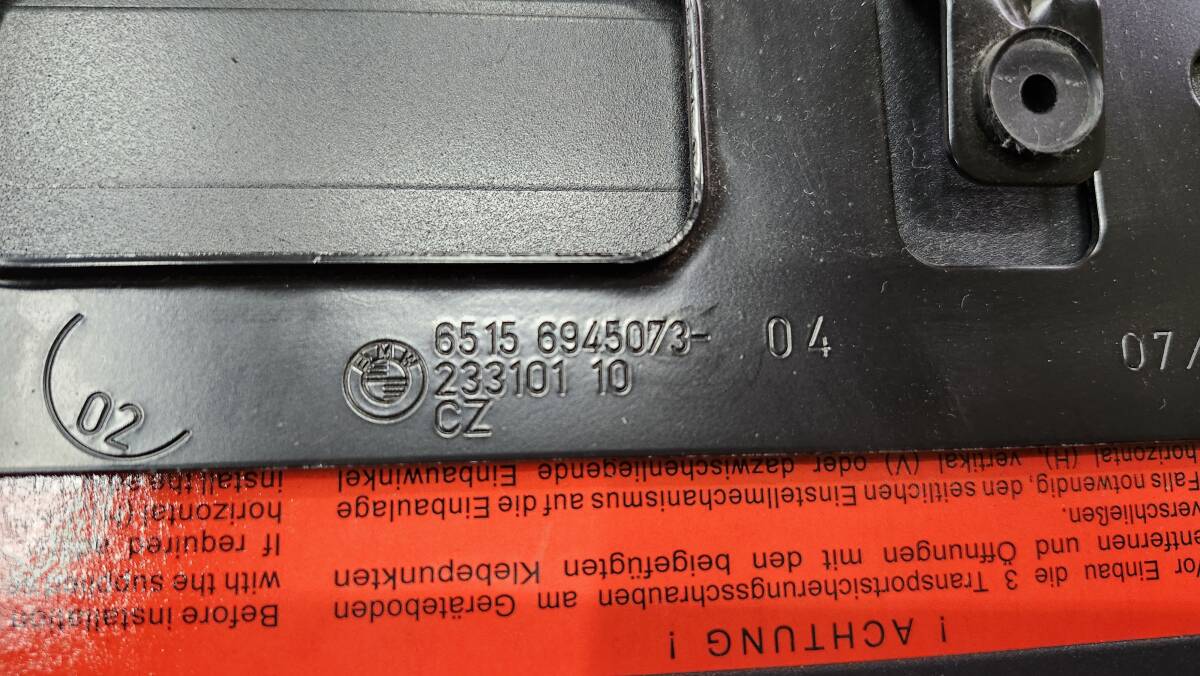 02
BMW
6515 6945073- 04
233101 10
CZ
07/
! ACHTUNG !
Vor Einbau die 3 Transportsicherungsschrauben am Geräteboden
entfernen und Öffnungen mit den beigefügten Klebepunkten
verschließen.
Falls notwendig, den seitlichen Einstellmechanismus auf die Einbaulage
horizontal (H), vertikal (V) oder dazwischenliegende Einbauwinkel
Before installation
with the
If required
horizontal
install the